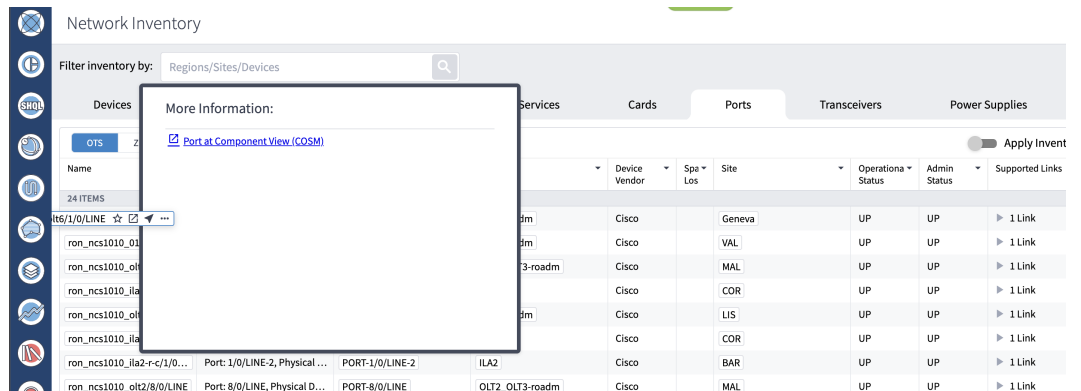 Network Inventory
Filter inventory by: Regions/Sites/Devices
SHQL
Devices Services Cards Ports Transceivers Power Supplies
More Information:
Port at Component View (COSM)
OTS Z Apply Invent
Name Device Vendor Spa Los Site Operationa Status Admin Status Supported Links
24 ITEMS
lt6/1/0/LINE dm Cisco Geneva UP UP 1 Link
ron_ncs1010_01 dm Cisco VAL UP UP 1 Link
ron_ncs1010_olt T3-roadm Cisco MAL UP UP 1 Link
ron_ncs1010_ila Cisco COR UP UP 1 Link
ron_ncs1010_olt dm Cisco LIS UP UP 1 Link
ron_ncs1010_ila Cisco COR UP UP 1 Link
ron_ncs1010_ila2-r-c/1/0... Port: 1/0/LINE-2, Physical ... PORT-1/0/LINE-2 ILA2 Cisco BAR UP UP 1 Link
ron_ncs1010_olt2/8/0/LINE Port: 8/0/LINE, Physical D... PORT-8/0/LINE OLT2_OLT3-roadm Cisco MAL UP UP 1 Link